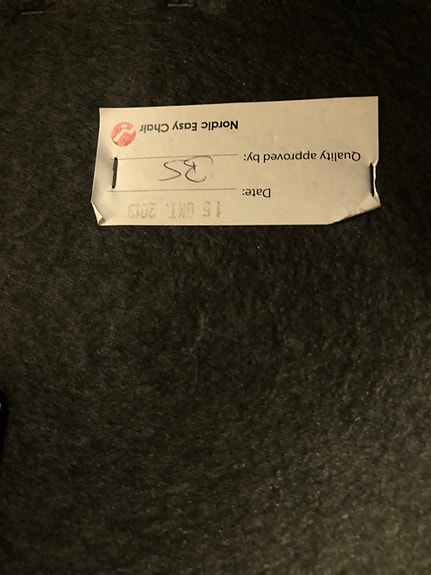 Date: 15 OKT. 2013
Quality approved by: BS
Nordic Easy Chair